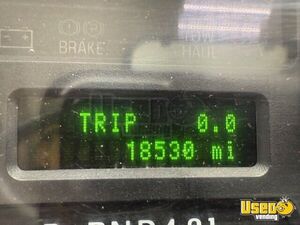 BRAKE
TOW
HAUL
TRIP 0.0
18530 mi
Used
vending